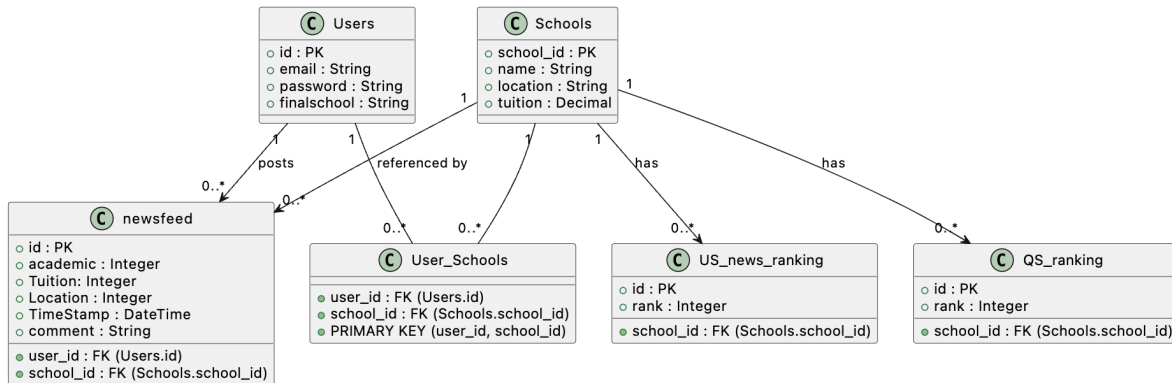 C Users
id : PK
email : String
password : String
finalschool : String
C Schools
school_id : PK
name : String
location : String
tuition : Decimal
1
1
1
1
1
1
1
posts
referenced by
has
has
0..*
0..*
0..*
0..*
0..*
0..*
C newsfeed
id : PK
academic : Integer
Tuition: Integer
Location : Integer
TimeStamp : DateTime
comment : String
user_id : FK (Users.id)
school_id : FK (Schools.school_id)
C User_Schools
user_id : FK (Users.id)
school_id : FK (Schools.school_id)
PRIMARY KEY (user_id, school_id)
C US_news_ranking
id : PK
rank : Integer
school_id : FK (Schools.school_id)
C QS_ranking
id : PK
rank : Integer
school_id : FK (Schools.school_id)